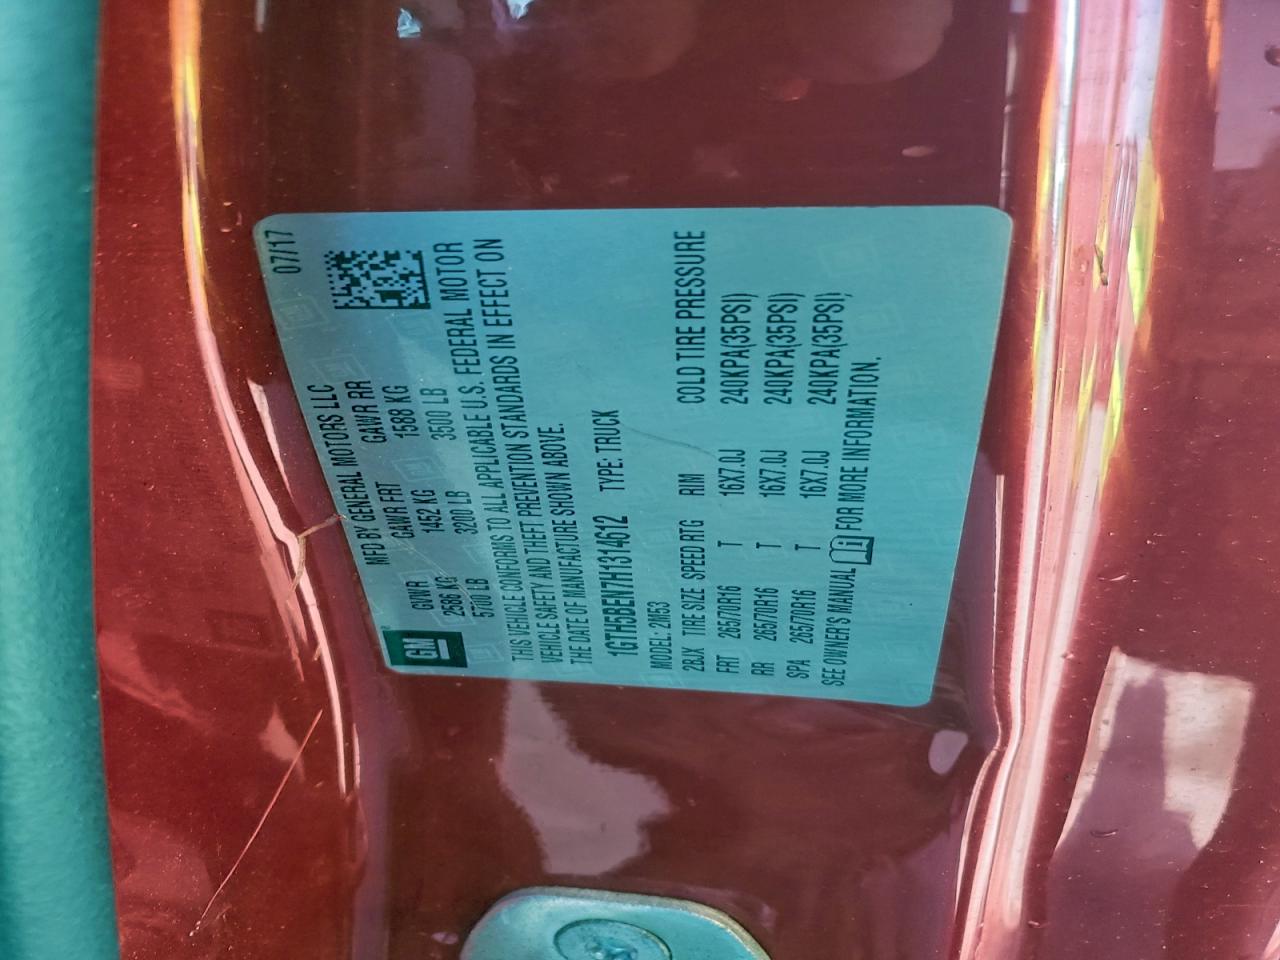 07/17
MFD BY GENERAL MOTORS LLC
GM
GVWR GAWR FRT GAWR RR
2586 KG 1452 KG 1588 KG
5700 LB 3200 LB 3500 LB
THIS VEHICLE CONFORMS TO ALL APPLICABLE U.S. FEDERAL MOTOR
VEHICLE SAFETY AND THEFT PREVENTION STANDARDS IN EFFECT ON
THE DATE OF MANUFACTURE SHOWN ABOVE.
1GTH5BEN7H1314612 TYPE: TRUCK
MODEL: 2M53
2BJX TIRE SIZE SPEED RTG RIM COLD TIRE PRESSURE
FRT 265/70R16 T 16X7.0J 240KPA(35PSI)
RR 265/70R16 T 16X7.0J 240KPA(35PSI)
SPA 265/70R16 T 16X7.0J 240KPA(35PSI)
SEE OWNER'S MANUAL FOR MORE INFORMATION.